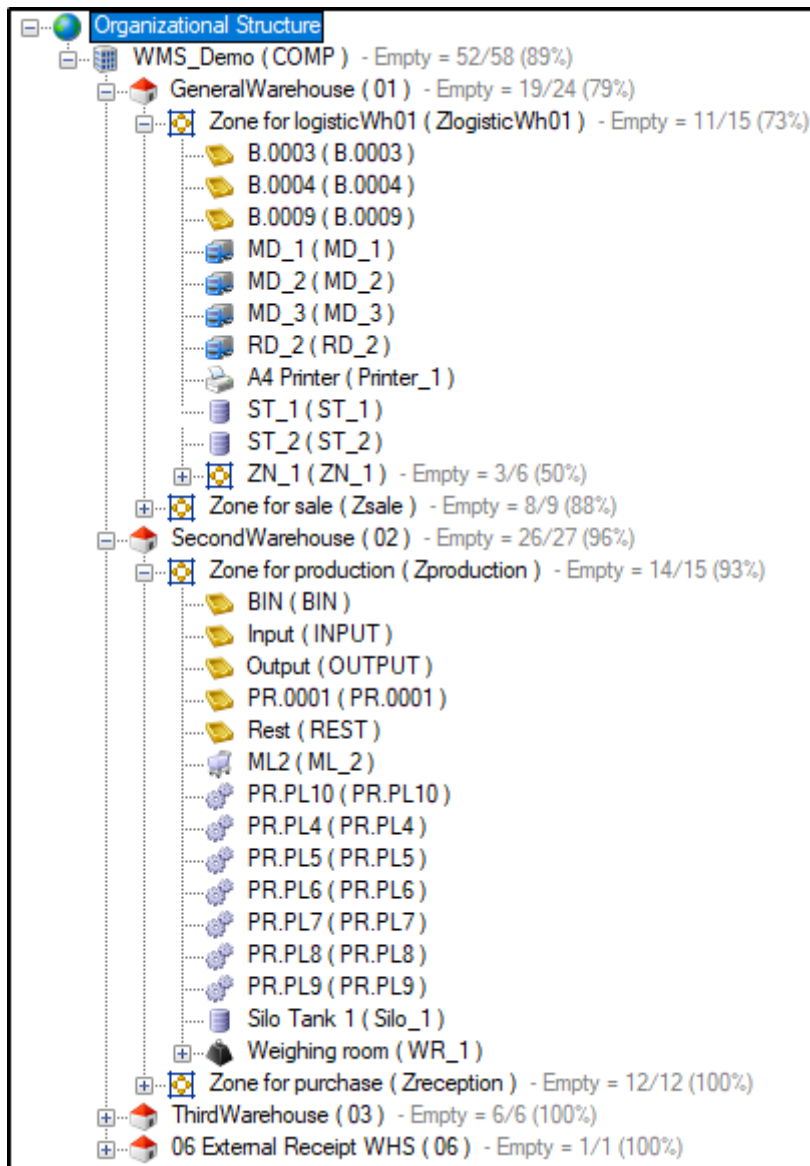 Organizational Structure
WMS_Demo ( COMP ) - Empty = 52/58 (89%)
GeneralWarehouse ( 01 ) - Empty = 19/24 (79%)
Zone for logisticWh01 ( ZlogisticWh01 ) - Empty = 11/15 (73%)
B.0003 ( B.0003 )
B.0004 ( B.0004 )
B.0009 ( B.0009 )
MD_1 ( MD_1 )
MD_2 ( MD_2 )
MD_3 ( MD_3 )
RD_2 ( RD_2 )
A4 Printer ( Printer_1 )
ST_1 ( ST_1 )
ST_2 ( ST_2 )
ZN_1 ( ZN_1 ) - Empty = 3/6 (50%)
Zone for sale ( Zsale ) - Empty = 8/9 (88%)
SecondWarehouse ( 02 ) - Empty = 26/27 (96%)
Zone for production ( Zproduction ) - Empty = 14/15 (93%)
BIN ( BIN )
Input ( INPUT )
Output ( OUTPUT )
PR.0001 ( PR.0001 )
Rest ( REST )
ML2 ( ML_2 )
PR.PL10 ( PR.PL10 )
PR.PL4 ( PR.PL4 )
PR.PL5 ( PR.PL5 )
PR.PL6 ( PR.PL6 )
PR.PL7 ( PR.PL7 )
PR.PL8 ( PR.PL8 )
PR.PL9 ( PR.PL9 )
Silo Tank 1 ( Silo_1 )
Weighing room ( WR_1 )
Zone for purchase ( Zreception ) - Empty = 12/12 (100%)
ThirdWarehouse ( 03 ) - Empty = 6/6 (100%)
06 External Receipt WHS ( 06 ) - Empty = 1/1 (100%)